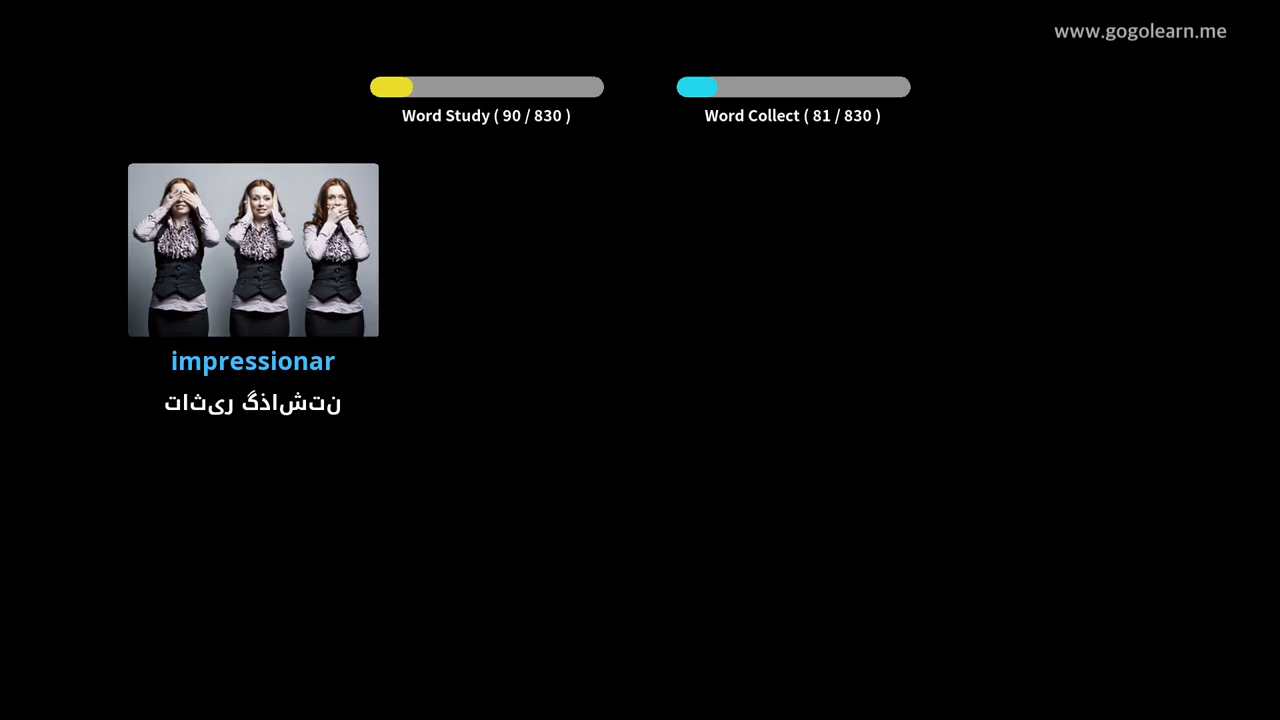 www.gogolearn.me
Word Study ( 90 / 830 )
Word Collect ( 81 / 830 )
impressionar
تاثیر گذاشتن